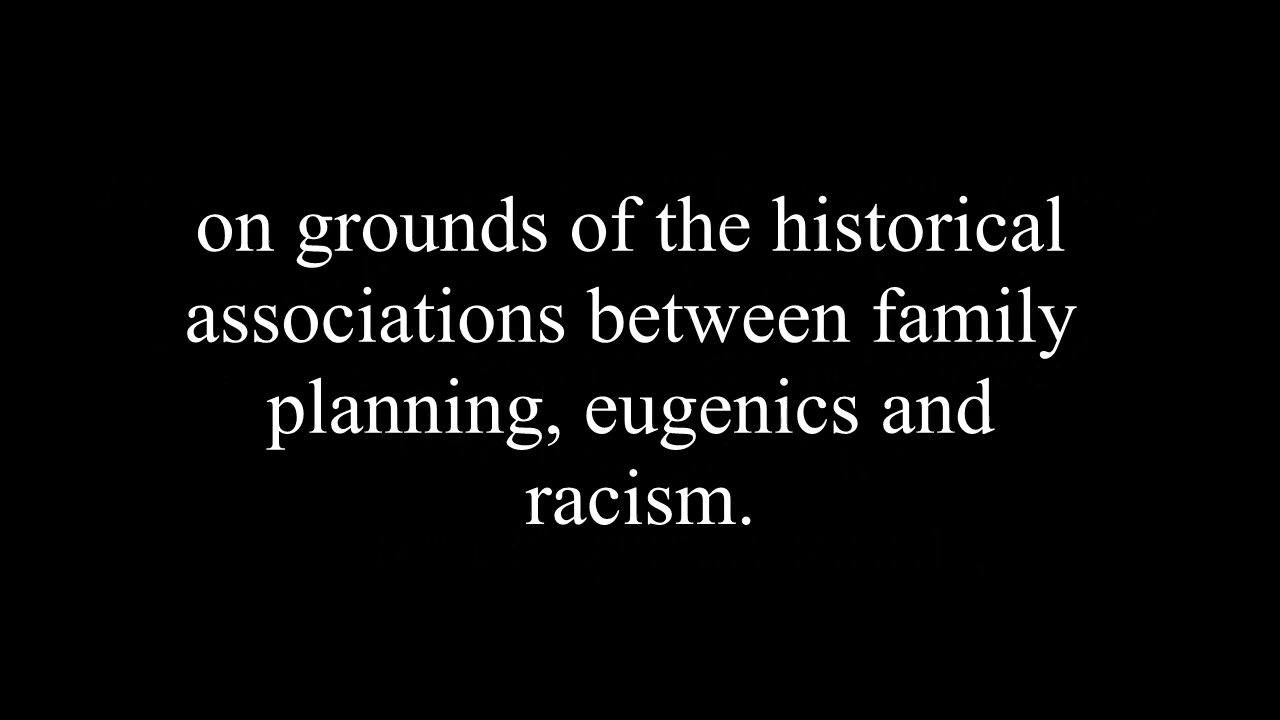 on grounds of the historical
associations between family
planning, eugenics and
racism.